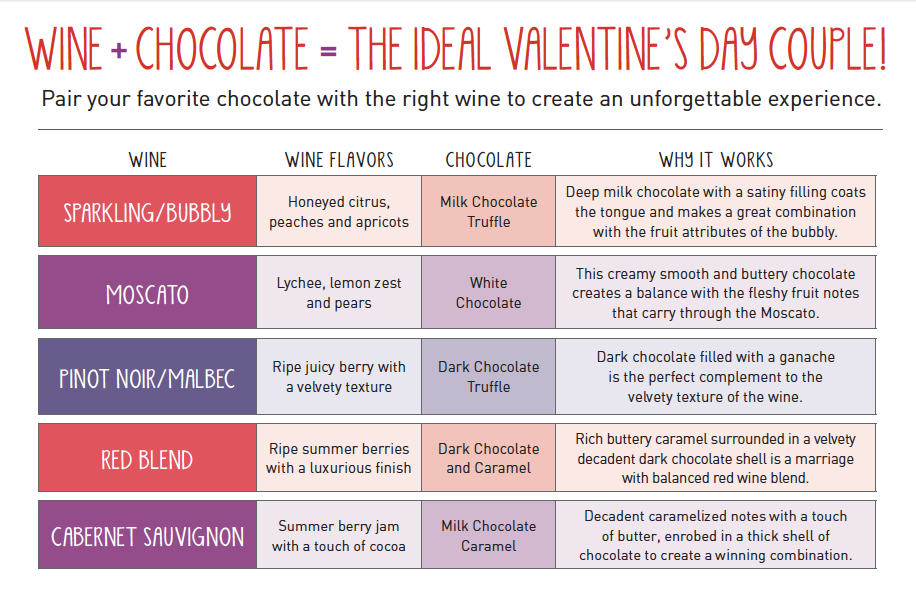 WINE + CHOCOLATE = THE IDEAL VALENTINE'S DAY COUPLE!
Pair your favorite chocolate with the right wine to create an unforgettable experience.
WINE
WINE FLAVORS
CHOCOLATE
WHY IT WORKS
SPARKLING/BUBBLY
Honeyed citrus,
peaches and apricots
Milk Chocolate
Truffle
Deep milk chocolate with a satiny filling coats
the tongue and makes a great combination
with the fruit attributes of the bubbly.
MOSCATO
Lychee, lemon zest
and pears
White
Chocolate
This creamy smooth and buttery chocolate
creates a balance with the fleshy fruit notes
that carry through the Moscato.
PINOT NOIR/MALBEC
Ripe juicy berry with
a velvety texture
Dark Chocolate
Truffle
Dark chocolate filled with a ganache
is the perfect complement to the
velvety texture of the wine.
RED BLEND
Ripe summer berries
with a luxurious finish
Dark Chocolate
and Caramel
Rich buttery caramel surrounded in a velvety
decadent dark chocolate shell is a marriage
with balanced red wine blend.
CABERNET SAUVIGNON
Summer berry jam
with a touch of cocoa
Milk Chocolate
Caramel
Decadent caramelized notes with a touch
of butter, enrobed in a thick shell of
chocolate to create a winning combination.